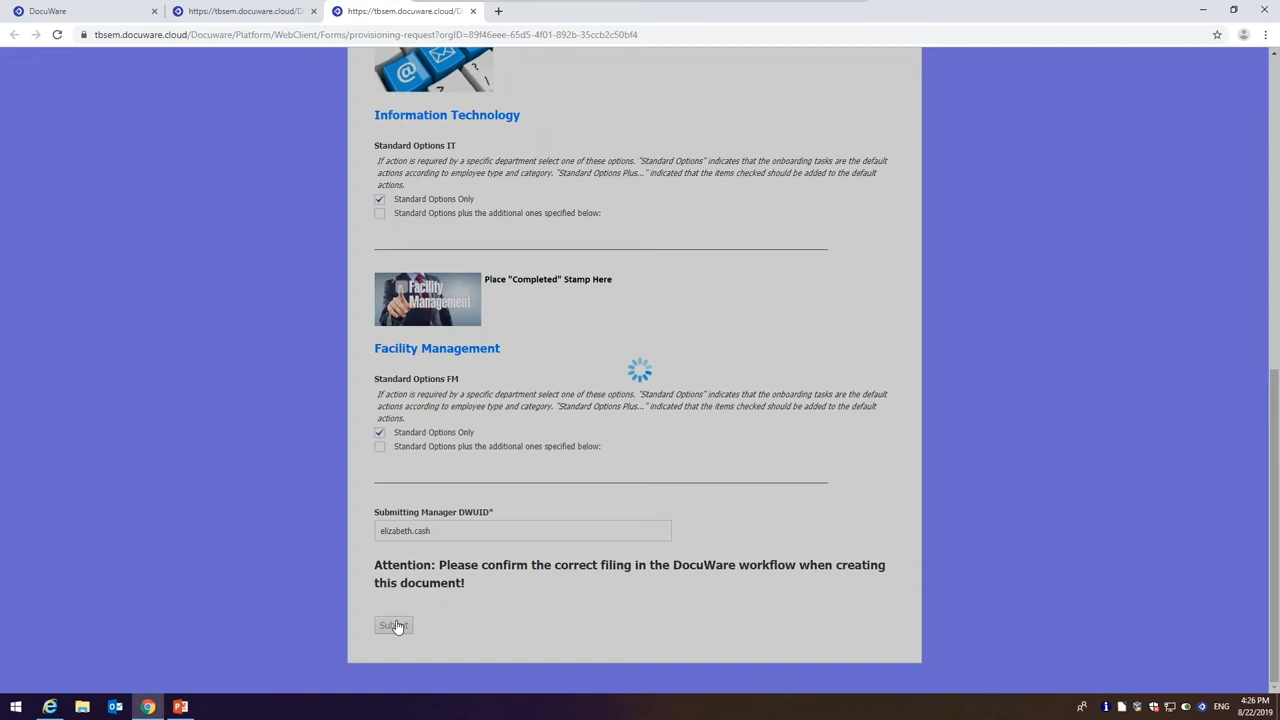 DocuWare
https://tbsem.docuware.cloud/D
https://tbsem.docuware.cloud/D
tbsem.docuware.cloud/Docuware/Platform/WebClient/Forms/provisioning-request?orgID=89f46eee-65d5-4f01-892b-35ccb2c50bf4
Information Technology
Standard Options IT
If action is required by a specific department select one of these options. "Standard Options" indicates that the onboarding tasks are the default
actions according to employee type and category. "Standard Options Plus..." indicated that the items checked should be added to the default
actions.
Standard Options Only
Standard Options plus the additional ones specified below:
Facility
Management
Place "Completed" Stamp Here
Facility Management
Standard Options FM
If action is required by a specific department select one of these options. "Standard Options" indicates that the onboarding tasks are the default
actions according to employee type and category. "Standard Options Plus..." indicated that the items checked should be added to the default
actions.
Standard Options Only
Standard Options plus the additional ones specified below:
Submitting Manager DWUID*
elizabeth.cash
Attention: Please confirm the correct filing in the DocuWare workflow when creating
this document!
Submit
4:26 PM
8/22/2019